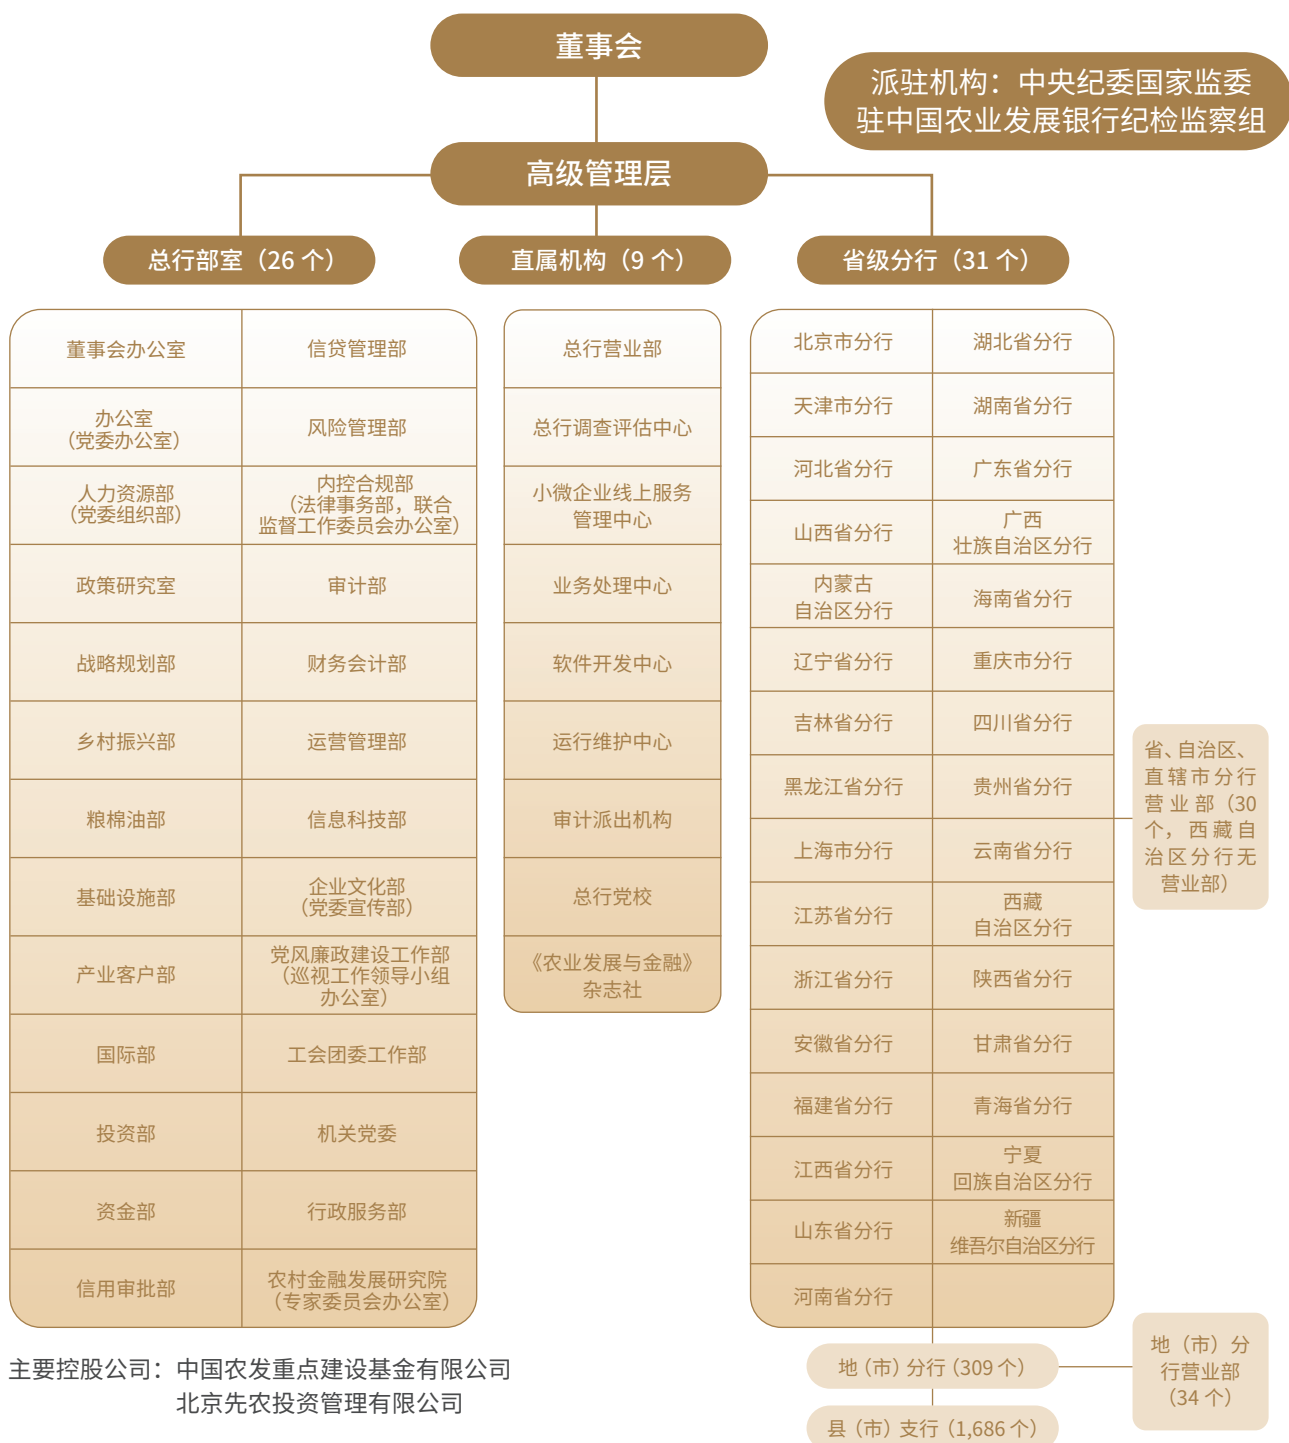 董事会
派驻机构：中央纪委国家监委
驻中国农业发展银行纪检监察组
高级管理层
总行部室（26 个）
直属机构（9 个）
省级分行（31 个）
董事会办公室
信贷管理部
办公室
（党委办公室）
风险管理部
人力资源部
（党委组织部）
内控合规部
（法律事务部，联合
监督工作委员会办公室）
政策研究室
审计部
战略规划部
财务会计部
乡村振兴部
运营管理部
粮棉油部
信息科技部
基础设施部
企业文化部
（党委宣传部）
产业客户部
党风廉政建设工作部
（巡视工作领导小组
办公室）
国际部
工会团委工作部
投资部
机关党委
资金部
行政服务部
信用审批部
农村金融发展研究院
（专家委员会办公室）
总行营业部
总行调查评估中心
小微企业线上服务
管理中心
业务处理中心
软件开发中心
运行维护中心
审计派出机构
总行党校
《农业发展与金融》
杂志社
北京市分行
湖北省分行
天津市分行
湖南省分行
河北省分行
广东省分行
山西省分行
广西
壮族自治区分行
内蒙古
自治区分行
海南省分行
辽宁省分行
重庆市分行
吉林省分行
四川省分行
黑龙江省分行
贵州省分行
上海市分行
云南省分行
江苏省分行
西藏
自治区分行
浙江省分行
陕西省分行
安徽省分行
甘肃省分行
福建省分行
青海省分行
江西省分行
宁夏
回族自治区分行
山东省分行
新疆
维吾尔自治区分行
河南省分行
省、自治区、
直辖市分行
营业部（30
个，西藏自
治区分行无
营业部）
地（市）分行（309 个）
地（市）分
行营业部
（34 个）
县（市）支行（1,686 个）
主要控股公司：中国农发重点建设基金有限公司
北京先农投资管理有限公司